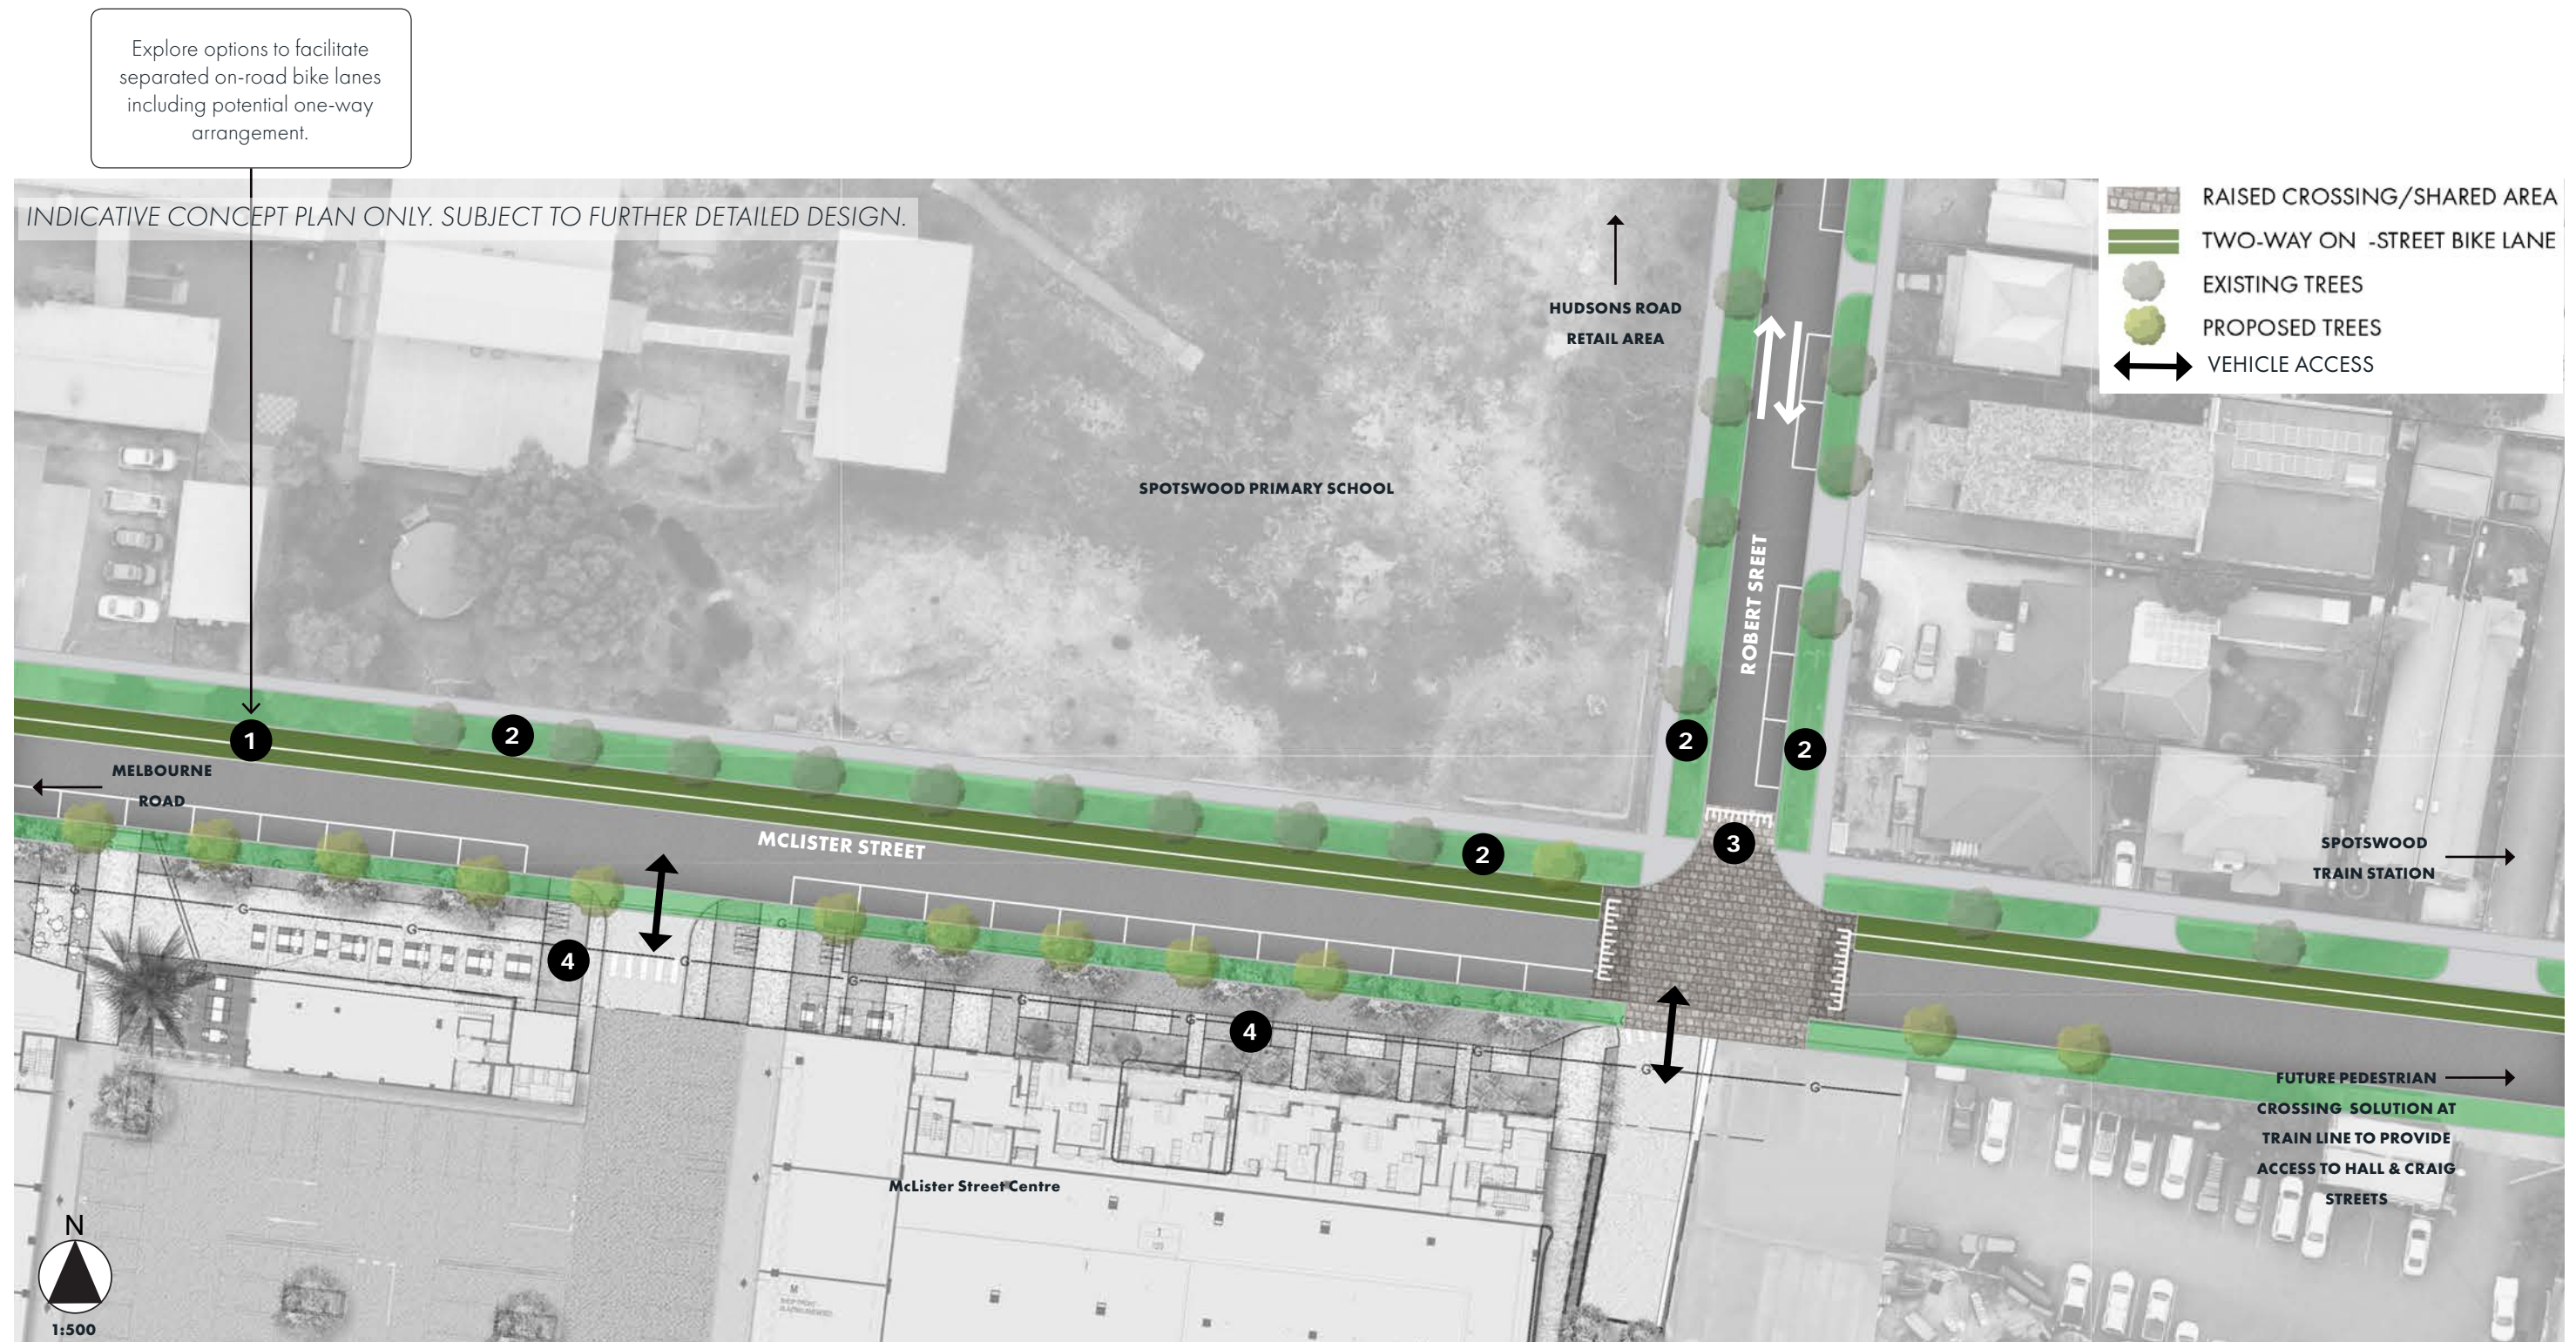 Explore options to facilitate
separated on-road bike lanes
including potential one-way
arrangement.
INDICATIVE CONCEPT PLAN ONLY. SUBJECT TO FURTHER DETAILED DESIGN.
RAISED CROSSING/SHARED AREA
TWO-WAY ON -STREET BIKE LANE
EXISTING TREES
PROPOSED TREES
VEHICLE ACCESS
HUDSONS ROAD
RETAIL AREA
SPOTSWOOD PRIMARY SCHOOL
ROBERT SREET
1
2
2
2
2
3
MELBOURNE
ROAD
MCLISTER STREET
SPOTSWOOD
TRAIN STATION
4
4
G
G
G
G
G
G
G
G
G
G
FUTURE PEDESTRIAN
CROSSING SOLUTION AT
TRAIN LINE TO PROVIDE
ACCESS TO HALL & CRAIG
STREETS
McLister Street Centre
N
1:500